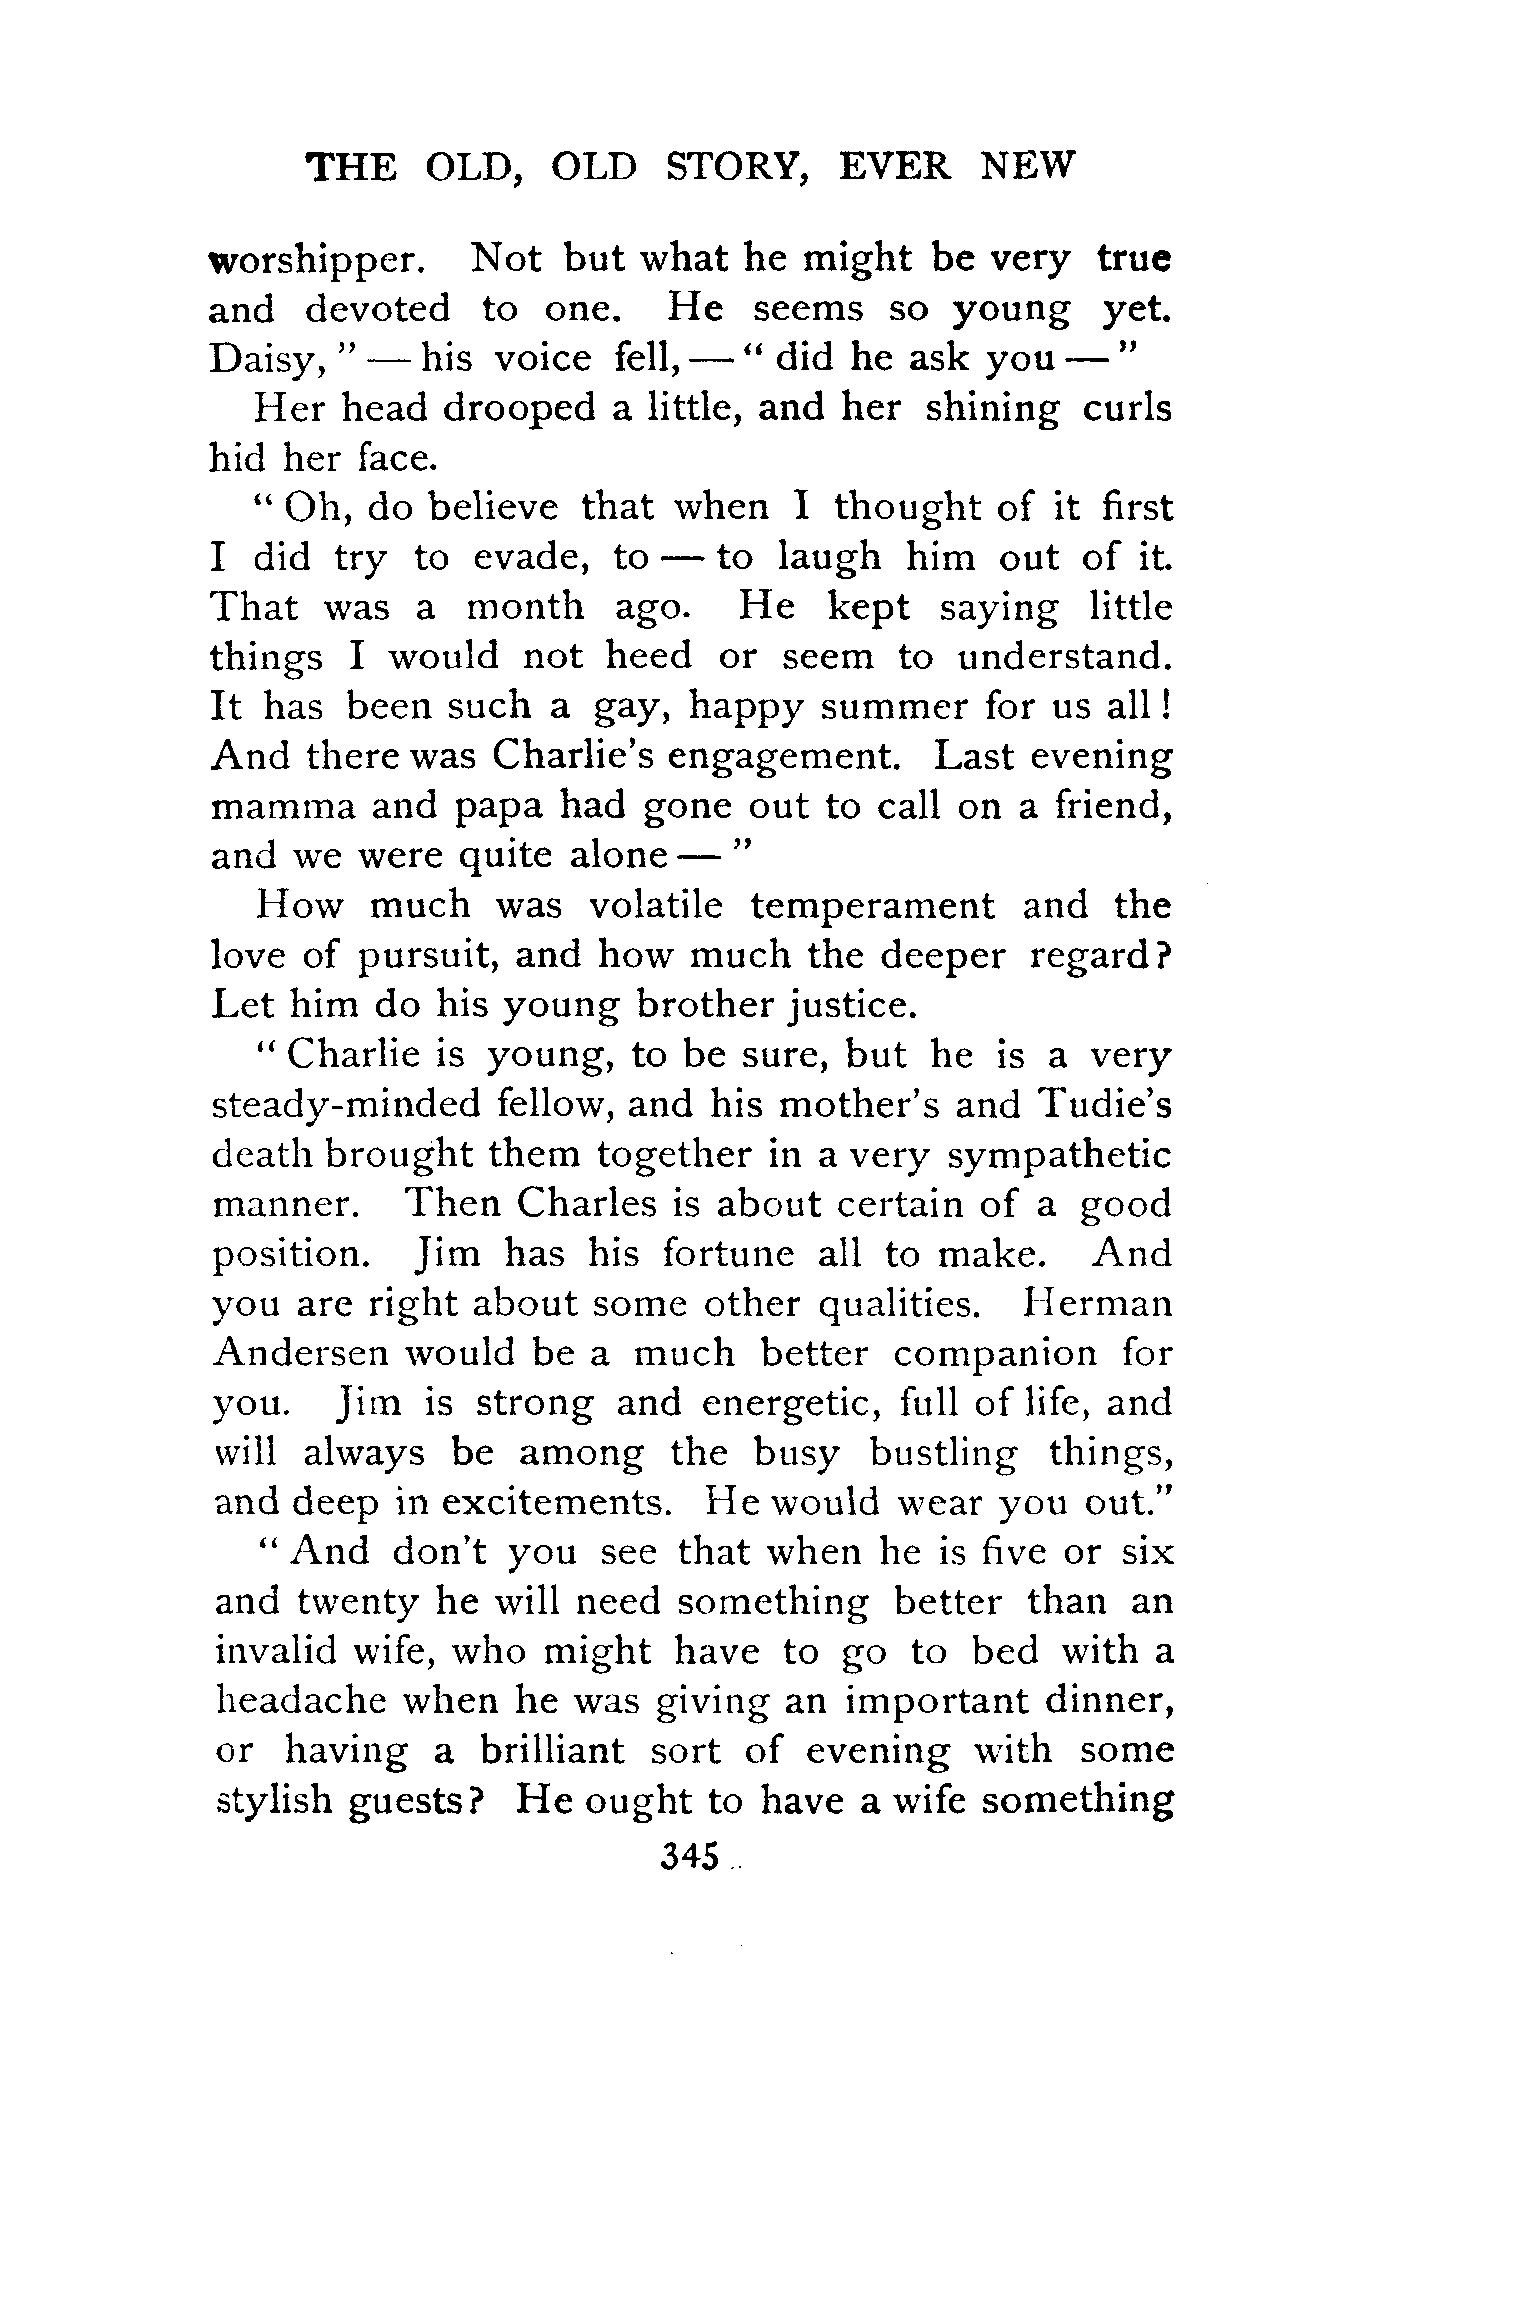 THE OLD, OLD STORY, EVER NEW
worshipper. Not but what he might be very true
and devoted to one. He seems so young yet.
Daisy, " — his voice fell, — " did he ask you — "
Her head drooped a little, and her shining curls
hid her face.
" Oh, do believe that when I thought of it first
I did try to evade, to — to laugh him out of it.
That was a month ago. He kept saying little
things I would not heed or seem to understand.
It has been such a gay, happy summer for us all !
And there was Charlie's engagement. Last evening
mamma and papa had gone out to call on a friend,
and we were quite alone — "
How much was volatile temperament and the
love of pursuit, and how much the deeper regard?
Let him do his young brother justice.
" Charlie is young, to be sure, but he is a very
steady-minded fellow, and his mother's and Tudie's
death brought them together in a very sympathetic
manner. Then Charles is about certain of a good
position. Jim has his fortune all to make. And
you are right about some other qualities. Herman
Andersen would be a much better companion for
you. Jim is strong and energetic, full of life, and
will always be among the busy bustling things,
and deep in excitements. He would wear you out."
" And don't you see that when he is five or six
and twenty he will need something better than an
invalid wife, who might have to go to bed with a
headache when he was giving an important dinner,
or having a brilliant sort of evening with some
stylish guests? He ought to have a wife something
345